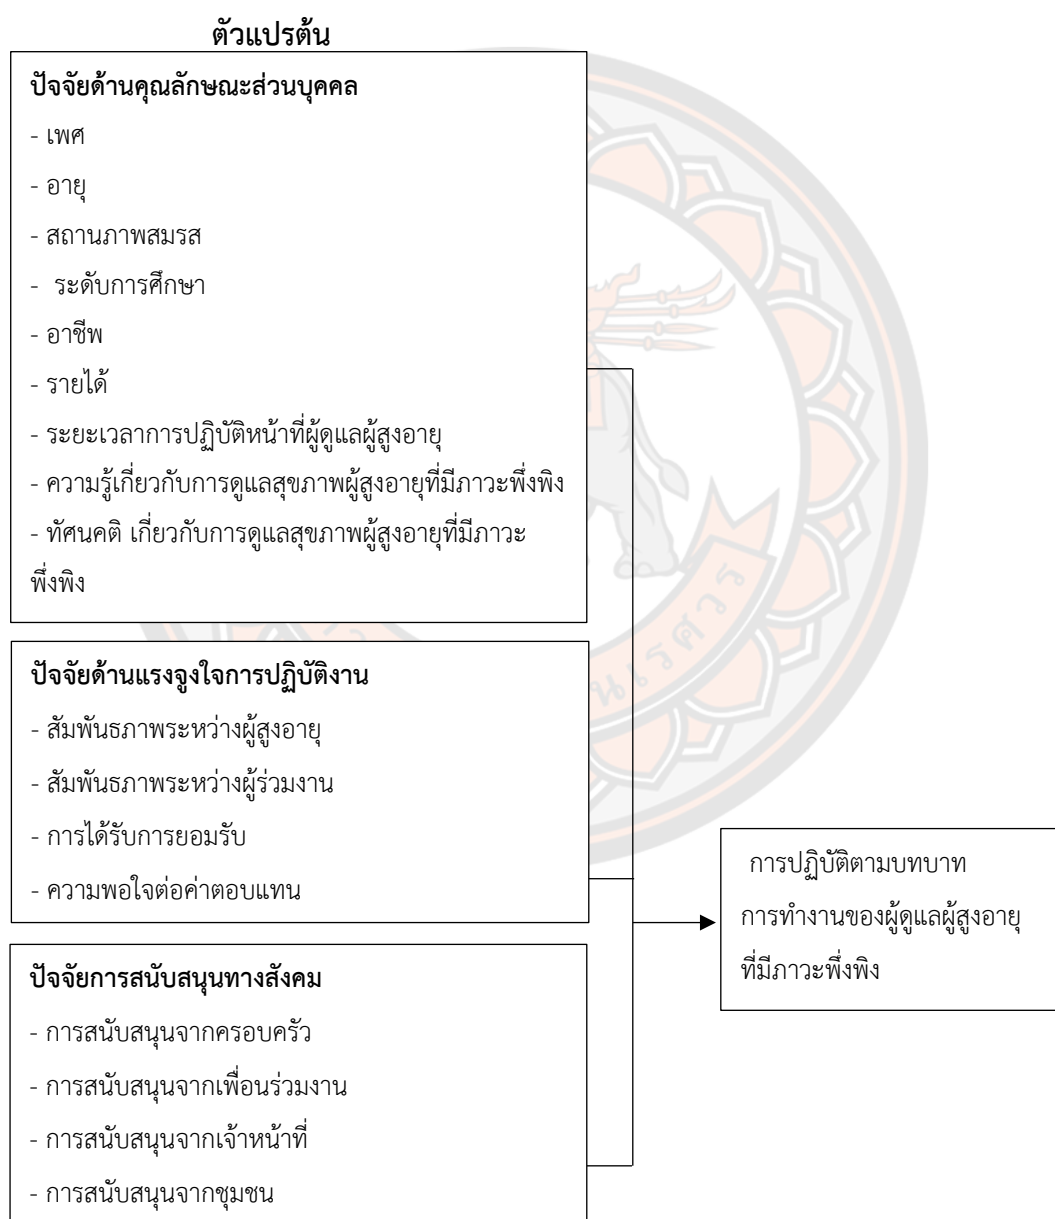 ตัวแปรต้น
ปัจจัยด้านคุณลักษณะส่วนบุคคล
- เพศ
- อายุ
- สถานภาพสมรส
- ระดับการศึกษา
- อาชีพ
- รายได้
- ระยะเวลาการปฏิบัติหน้าที่ผู้ดูแลผู้สูงอายุ
- ความรู้เกี่ยวกับการดูแลสุขภาพผู้สูงอายุที่มีภาวะพึ่งพิง
- ทัศนคติ เกี่ยวกับการดูแลสุขภาพผู้สูงอายุที่มีภาวะ
พึ่งพิง
ปัจจัยด้านแรงจูงใจการปฏิบัติงาน
- สัมพันธภาพระหว่างผู้สูงอายุ
- สัมพันธภาพระหว่างผู้ร่วมงาน
- การได้รับการยอมรับ
- ความพอใจต่อค่าตอบแทน
ปัจจัยการสนับสนุนทางสังคม
- การสนับสนุนจากครอบครัว
- การสนับสนุนจากเพื่อนร่วมงาน
- การสนับสนุนจากเจ้าหน้าที่
- การสนับสนุนจากชุมชน
การปฏิบัติตามบทบาท
การทำงานของผู้ดูแลผู้สูงอายุ
ที่มีภาวะพึ่งพิง